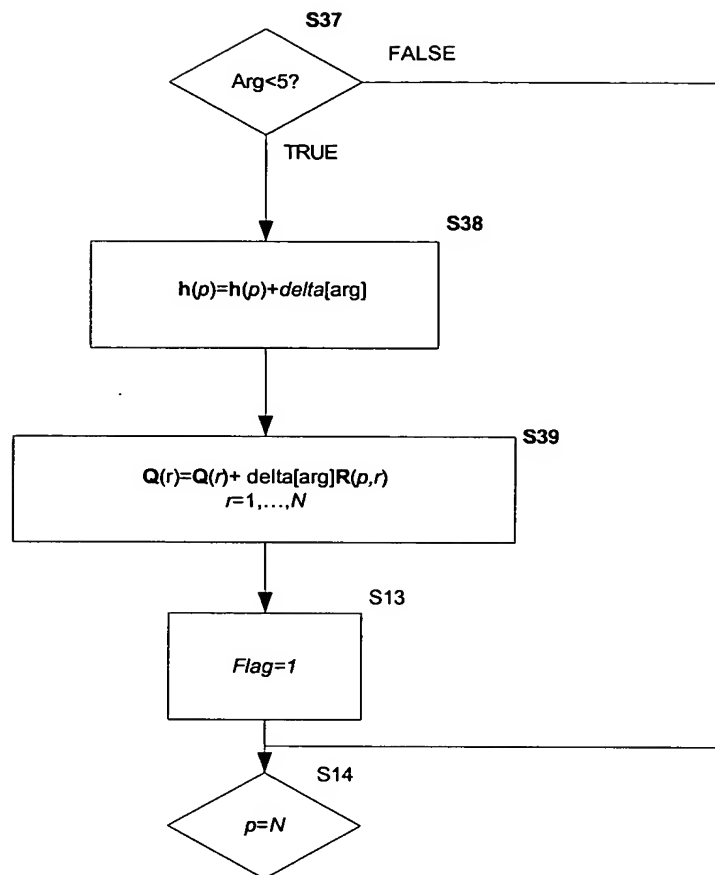 S37
FALSE
Arg<5?
TRUE
S38
h(p)=h(p)+delta[arg]
S39
Q(r)=Q(r)+ delta[arg]R(p,r)
r=1,...,N
S13
Flag=1
S14
p=N